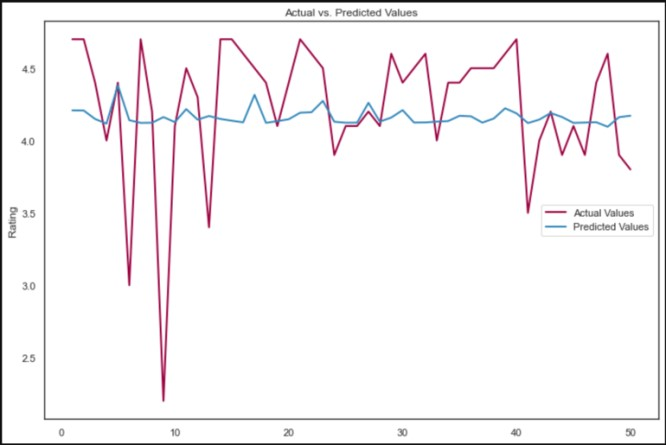 Actual vs. Predicted Values
Rating
4.5
4.0
3.5
3.0
2.5
Actual Values
Predicted Values
0 10 20 30 40 50